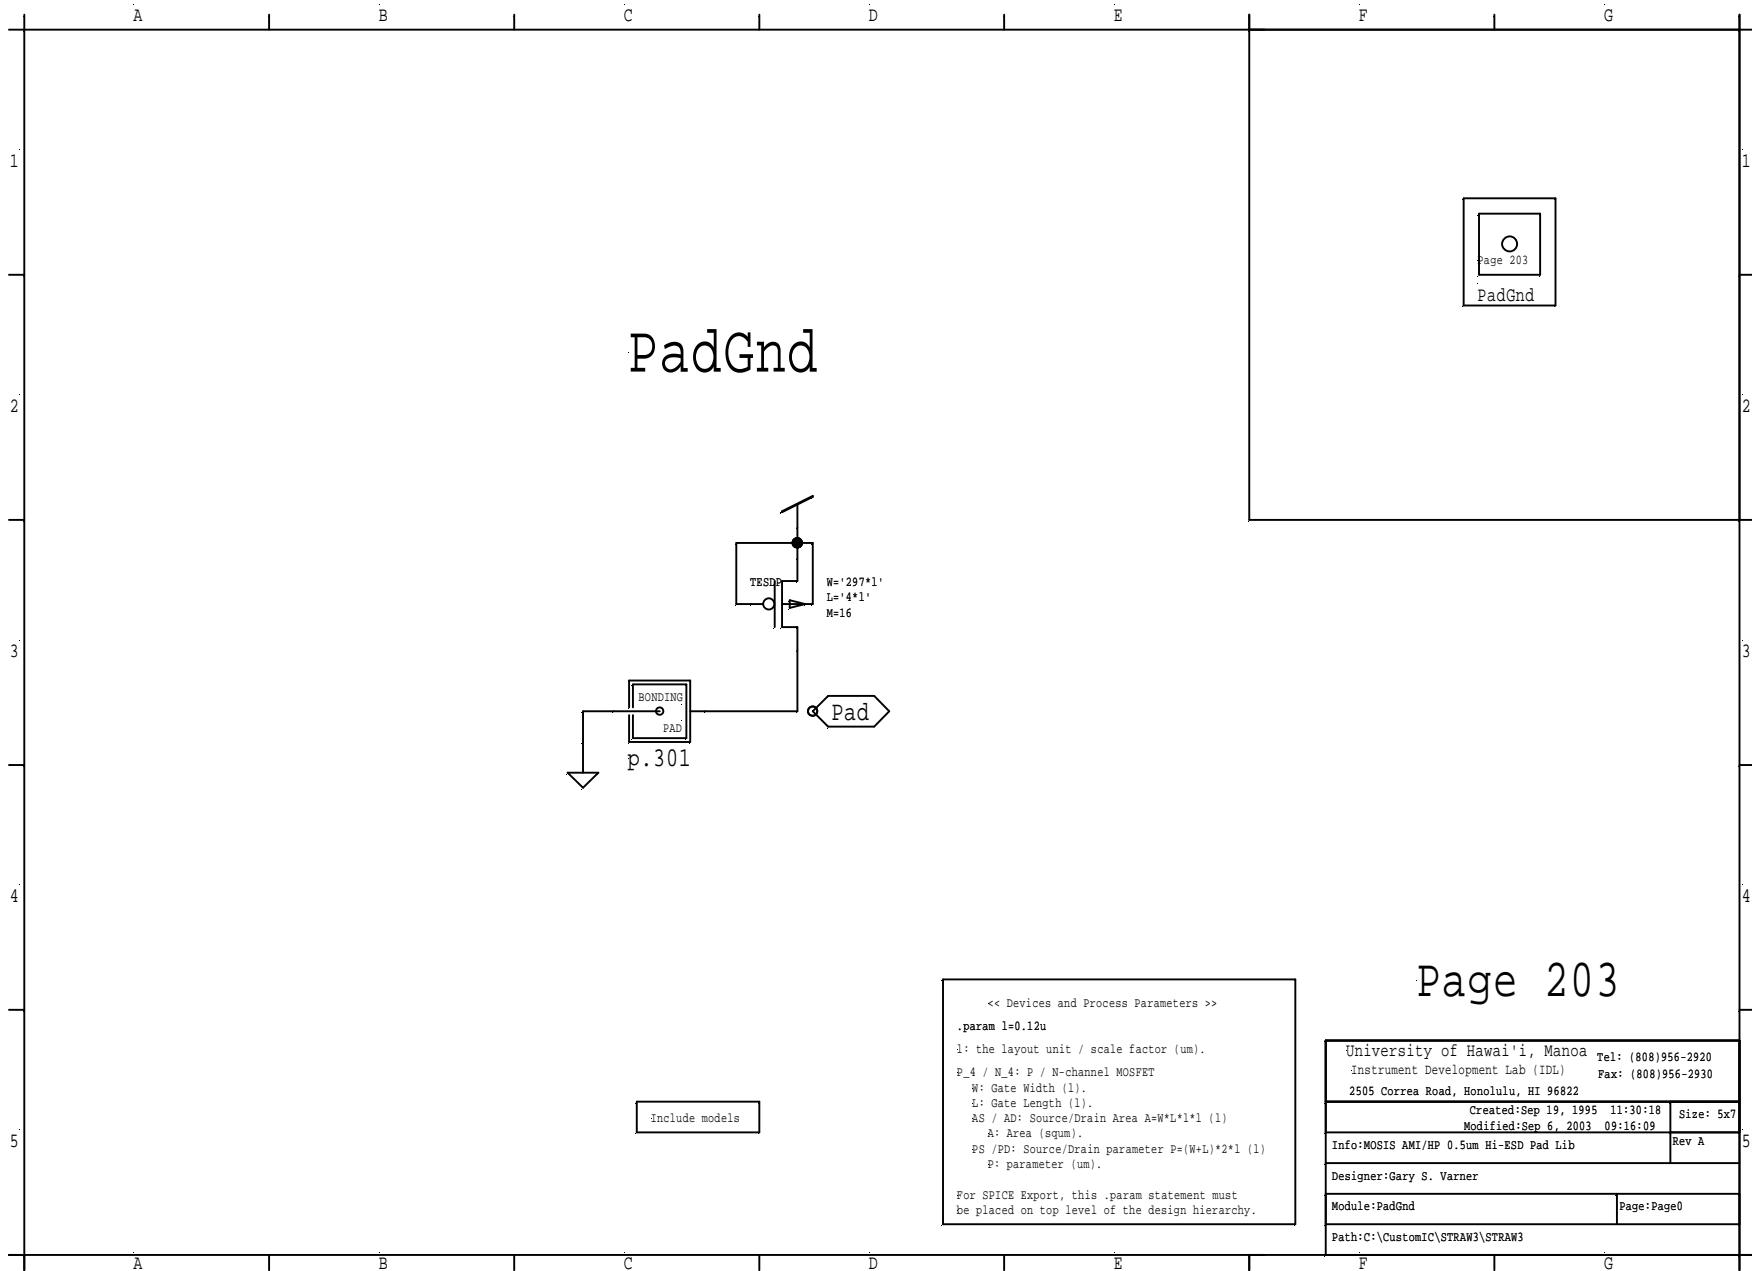 A B C D E F G
1 1
Page 203
PadGnd
PadGnd
2 2
TESDP
W='297*l'
L='4*l'
M=16
3 3
BONDING
PAD
Pad
p.301
4 4
Page 203
<< Devices and Process Parameters >>
.param l=0.12u
l: the layout unit / scale factor (um).
P_4 / N_4: P / N-channel MOSFET
W: Gate Width (l).
L: Gate Length (l).
AS / AD: Source/Drain Area A=W*L*l*l (l)
A: Area (squm).
PS /PD: Source/Drain parameter P=(W+L)*2*l (l)
P: parameter (um).
For SPICE Export, this .param statement must
be placed on top level of the design hierarchy.
Include models
5 5
University of Hawai'i, Manoa
Tel: (808)956-2920
Instrument Development Lab (IDL)
Fax: (808)956-2930
2505 Correa Road, Honolulu, HI 96822
Created:Sep 19, 1995 11:30:18
Modified:Sep 6, 2003 09:16:09
Size: 5x7
Info:MOSIS AMI/HP 0.5um Hi-ESD Pad Lib
Rev A
Designer:Gary S. Varner
Module:PadGnd
Page:Page0
Path:C:\CustomIC\STRAW3\STRAW3
A B C D E F G